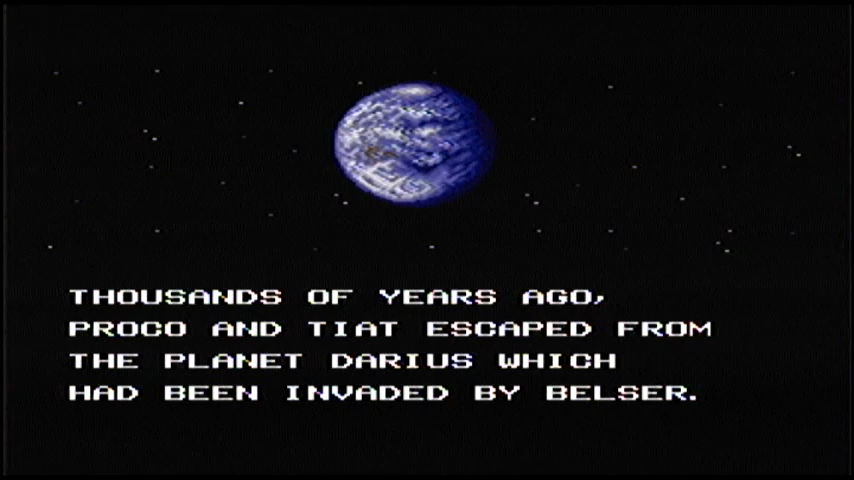 THOUSANDS OF YEARS AGO,
PROCO AND TIAT ESCAPED FROM
THE PLANET DARIUS WHICH
HAD BEEN INVADED BY BELSER.